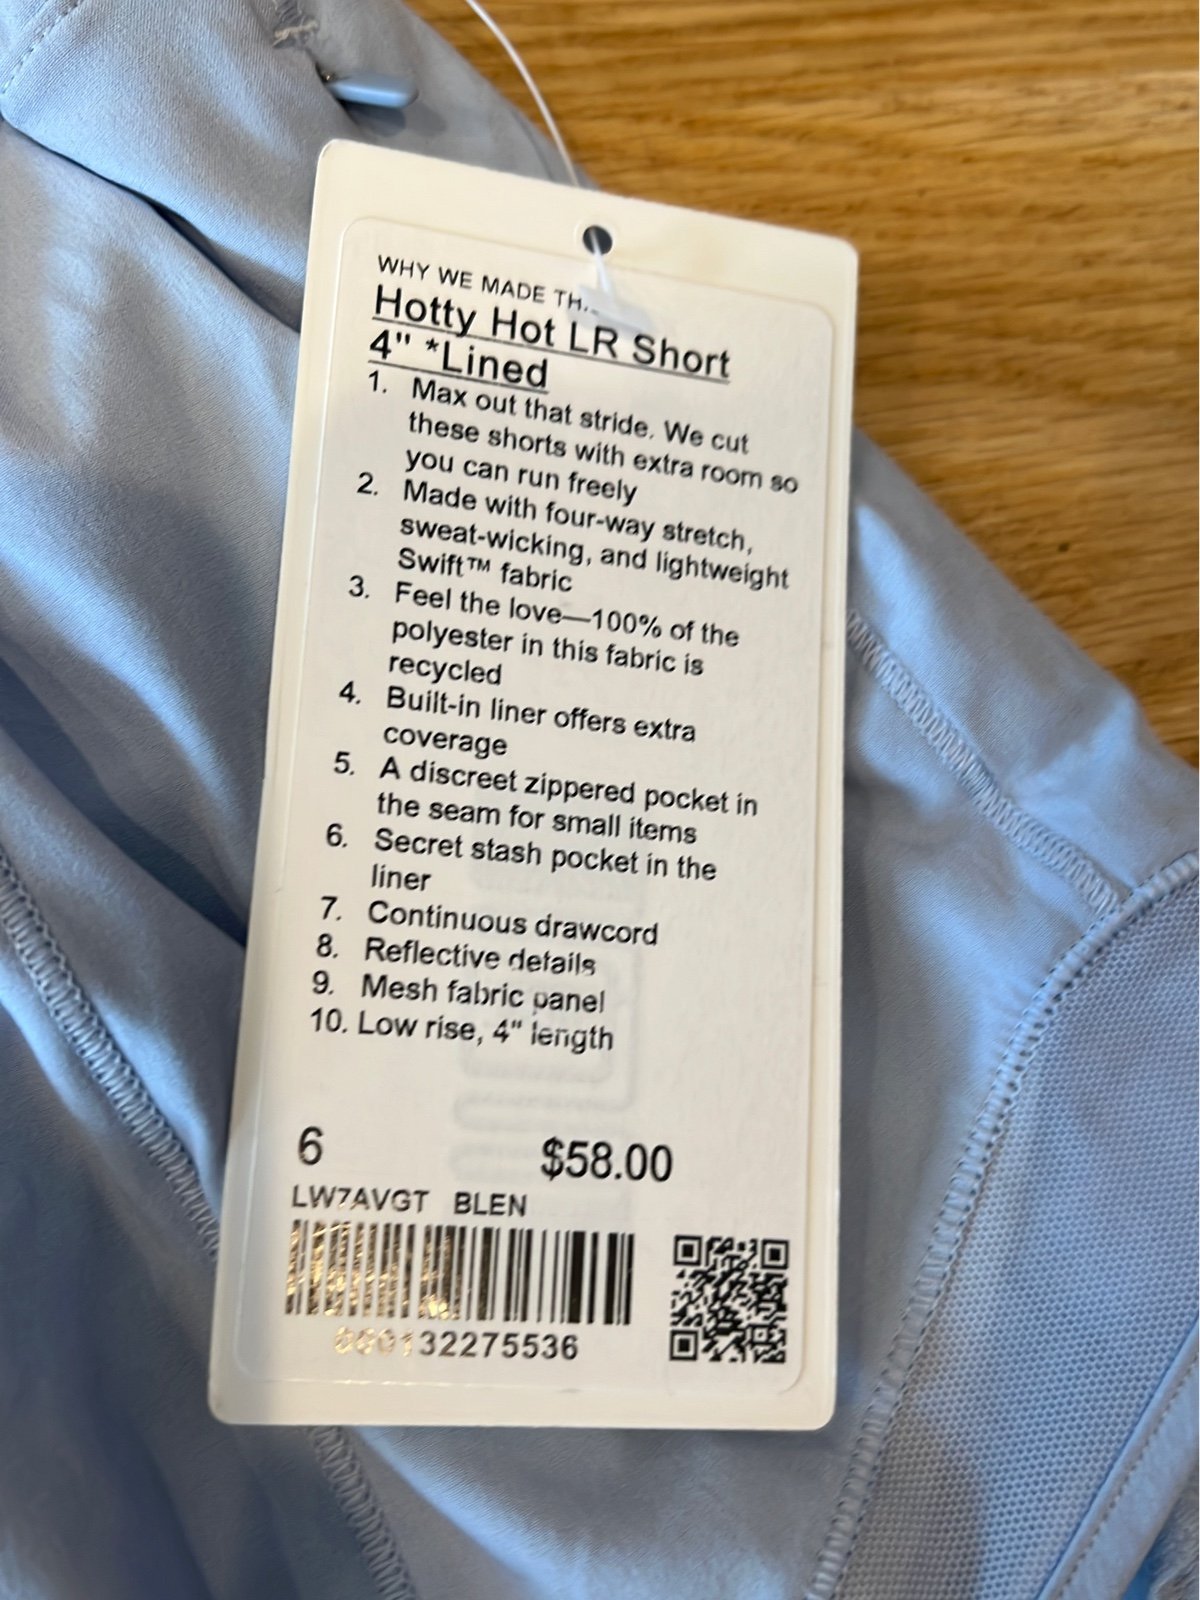 WHY WE MADE TH
Hotty Hot LR Short
4" *Lined
1. Max out that stride. We cut
these shorts with extra room so
you can run freely
2. Made with four-way stretch,
sweat-wicking, and lightweight
Swift™ fabric
3. Feel the love—100% of the
polyester in this fabric is
recycled
4. Built-in liner offers extra
coverage
5. A discreet zippered pocket in
the seam for small items
6. Secret stash pocket in the
liner
7. Continuous drawcord
8. Reflective details
9. Mesh fabric panel
10. Low rise, 4" length
6 $58.00
LW7AVGT BLEN